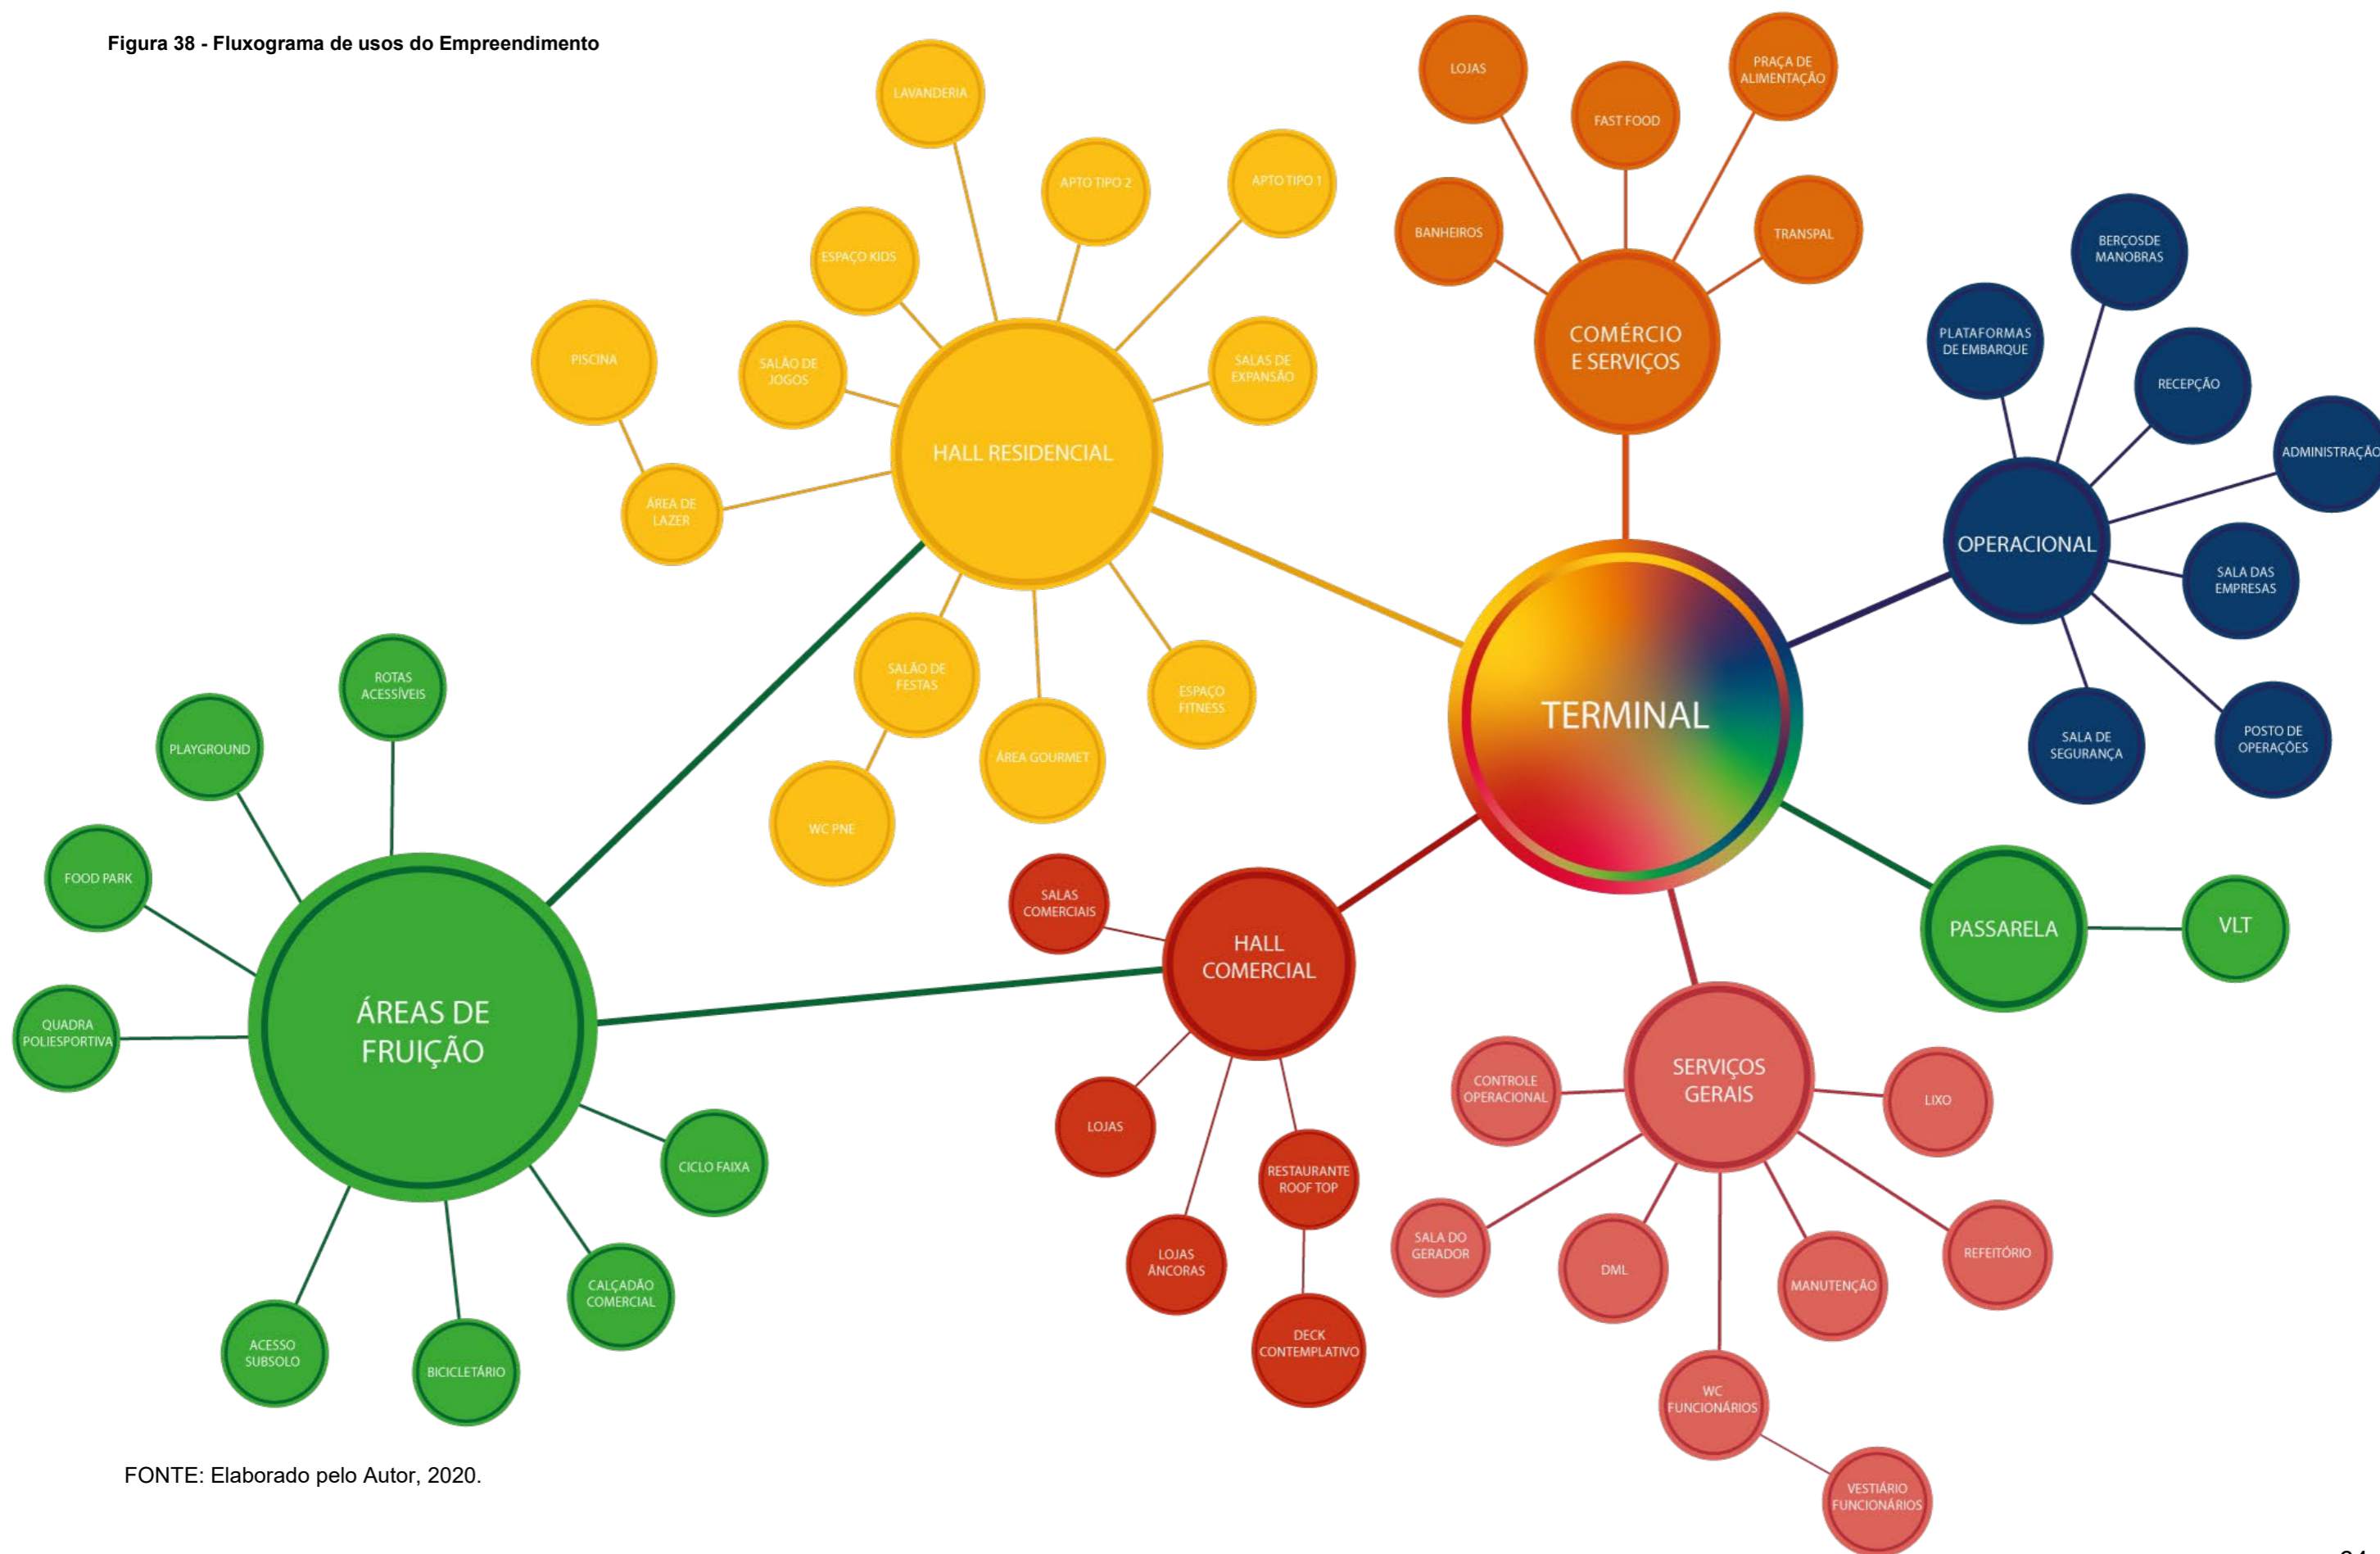 Figura 38 - Fluxograma de usos do Empreendimento
LAVANDERIA
APTO TIPO 2
APTO TIPO 1
ESPAÇO KIDS
PISCINA
SALÃO DE
JOGOS
SALAS DE
EXPANSÃO
HALL RESIDENCIAL
ÁREA DE
LAZER
SALÃO DE
FESTAS
WC PNE
ÁREA GOURMET
ESPAÇO
FITNESS
LOJAS
FAST FOOD
PRAÇA DE
ALIMENTAÇÃO
BANHEIROS
TRANSPAL
COMÉRCIO
E SERVIÇOS
BERÇOSDE
MANOBRAS
PLATAFORMAS
DE EMBARQUE
RECEPÇÃO
ADMINISTRAÇÃO
OPERACIONAL
SALA DAS
EMPRESAS
SALA DE
SEGURANÇA
POSTO DE
OPERAÇÕES
TERMINAL
PASSARELA
VLT
ROTAS
ACESSÍVEIS
PLAYGROUND
FOOD PARK
QUADRA
POLIESPORTIVA
ÁREAS DE
FRUIÇÃO
CICLO FAIXA
CALÇADÃO
COMERCIAL
BICICLETÁRIO
ACESSO
SUBSOLO
SALAS
COMERCIAIS
HALL
COMERCIAL
LOJAS
LOJAS
ÂNCORAS
RESTAURANTE
ROOF TOP
DECK
CONTEMPLATIVO
SERVIÇOS
GERAIS
CONTROLE
OPERACIONAL
LIXO
SALA DO
GERADOR
DML
MANUTENÇÃO
REFEITÓRIO
WC
FUNCIONÁRIOS
VESTIÁRIO
FUNCIONÁRIOS
FONTE: Elaborado pelo Autor, 2020.